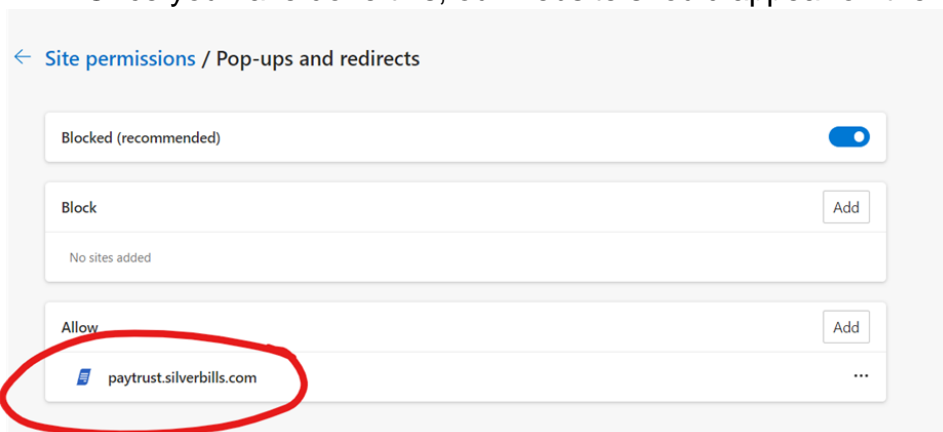 ← Site permissions / Pop-ups and redirects
Blocked (recommended)
Block Add
No sites added
Allow Add
paytrust.silverbills.com ...